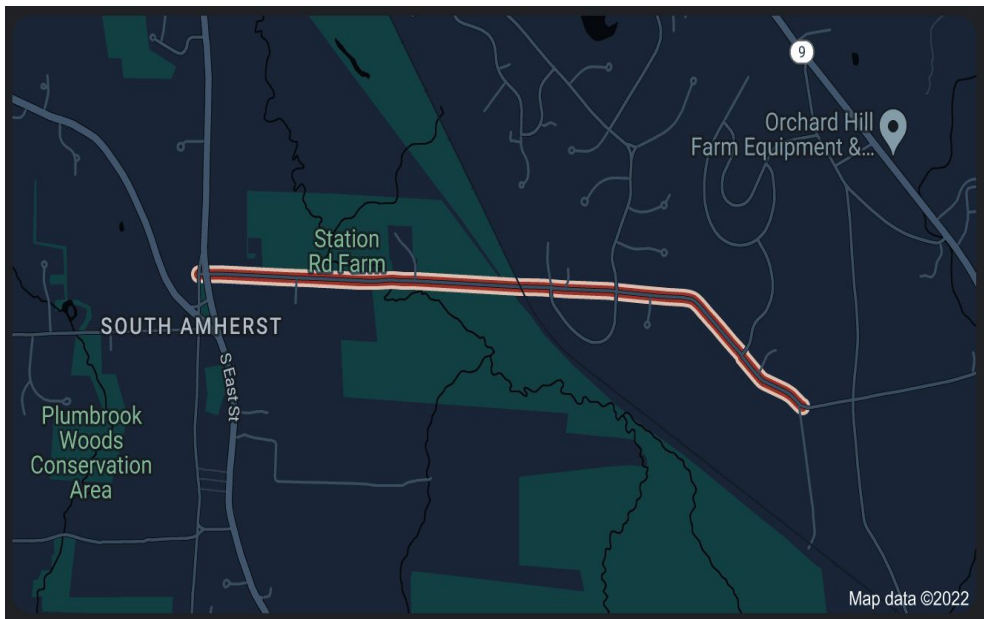 9
Orchard Hill
Farm Equipment &...
Station
Rd Farm
SOUTH AMHERST
S East St
Plumbrook
Woods
Conservation
Area
Map data ©2022